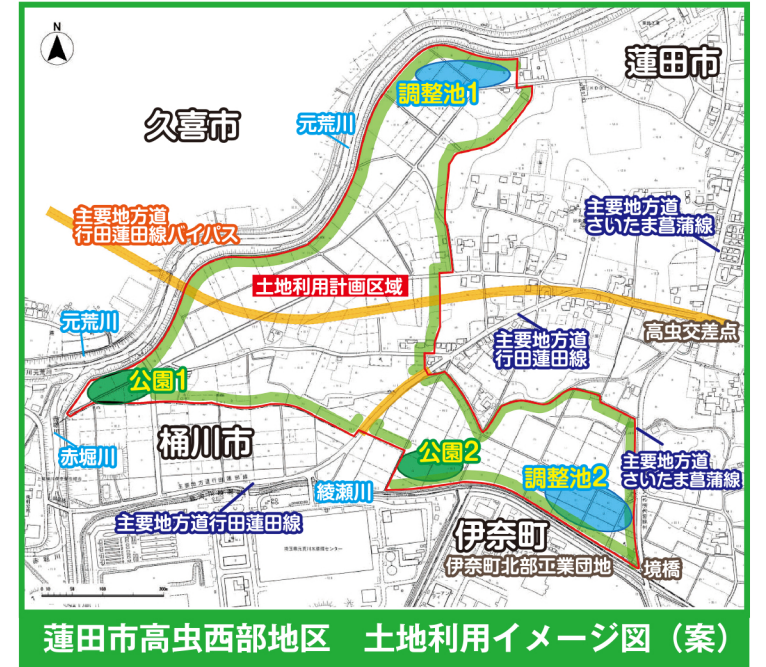 N
蓮田市
調整池1
久喜市
元荒川
主要地方道
さいたま菖蒲線
主要地方道
行田蓮田線バイパス
土地利用計画区域
元荒川
高虫交差点
主要地方道
行田蓮田線
公園1
桶川市
公園2
赤堀川
調整池2
主要地方道
さいたま菖蒲線
綾瀬川
主要地方道行田蓮田線
伊奈町
伊奈町北部工業団地
境橋
蓮田市高虫西部地区 土地利用イメージ図（案）